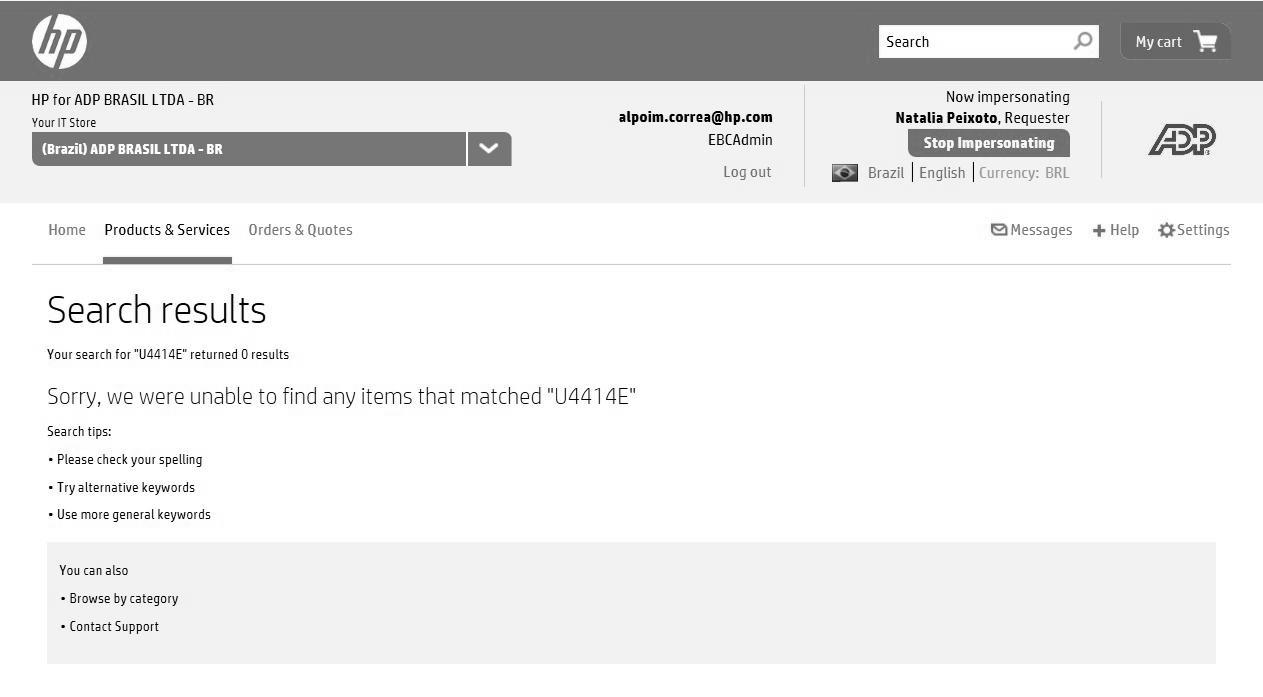 hp
Search
My cart
HP for ADP BRASIL LTDA - BR
Your IT Store
(Brazil) ADP BRASIL LTDA - BR
alpoim.correa@hp.com
EBCAdmin
Log out
Now impersonating
Natalia Peixoto, Requester
Stop Impersonating
Brazil | English | Currency: BRL
ADP®
Home Products & Services Orders & Quotes
Messages Help Settings
Search results
Your search for "U4414E" returned 0 results
Sorry, we were unable to find any items that matched "U4414E"
Search tips:
• Please check your spelling
• Try alternative keywords
• Use more general keywords
You can also
• Browse by category
• Contact Support